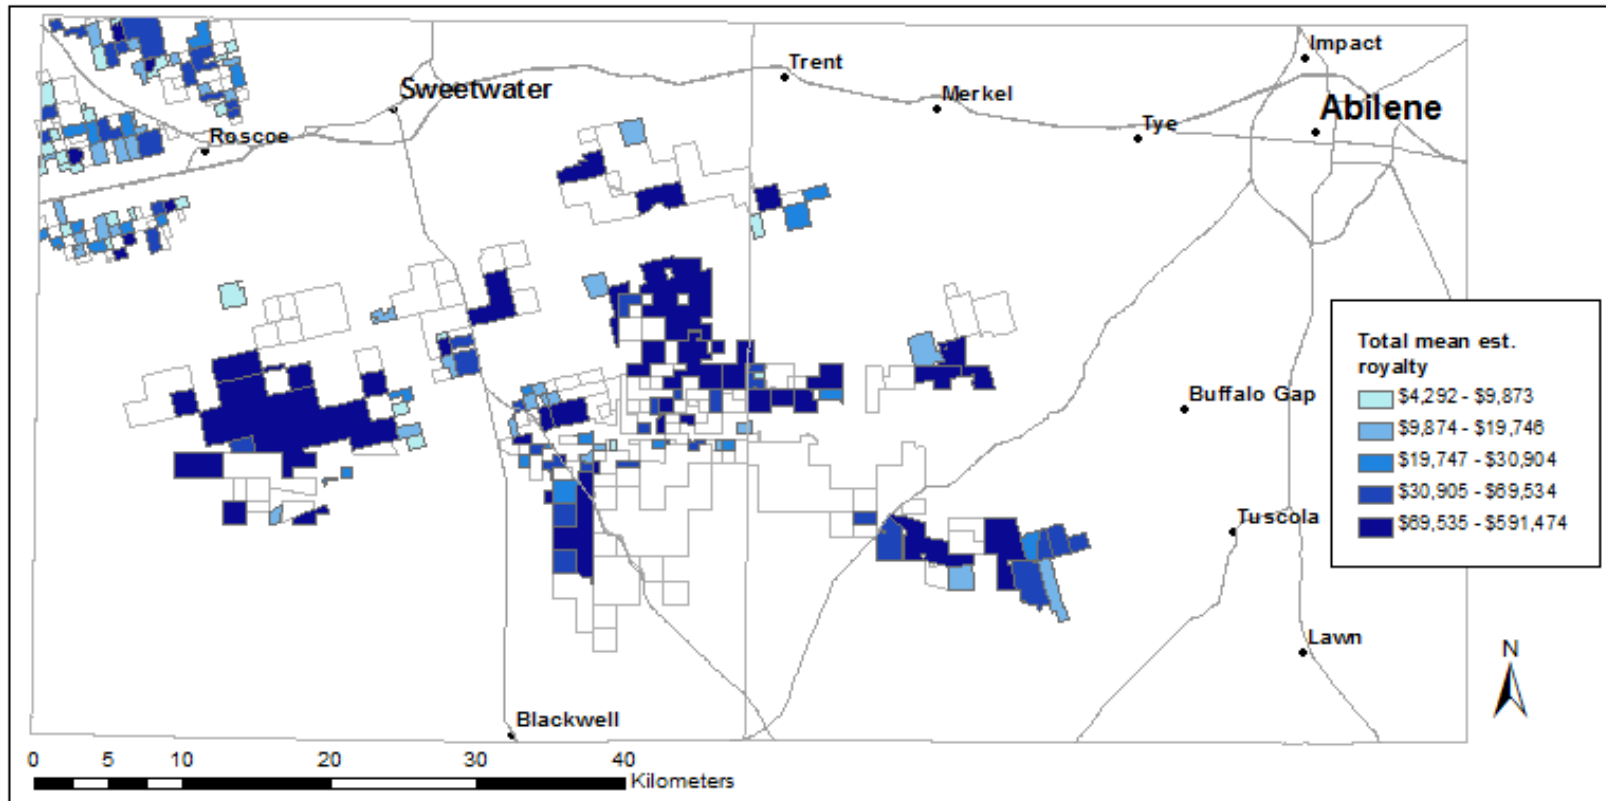 Impact
Trent
Sweetwater
Merkel
Abilene
Tye
Roscoe
Total mean est.
royalty
$4,292 - $9,873
$9,874 - $19,746
$19,747 - $30,904
$30,905 - $69,534
$69,535 - $591,474
Buffalo Gap
Tuscola
Lawn
N
Blackwell
0 5 10 20 30 40
Kilometers